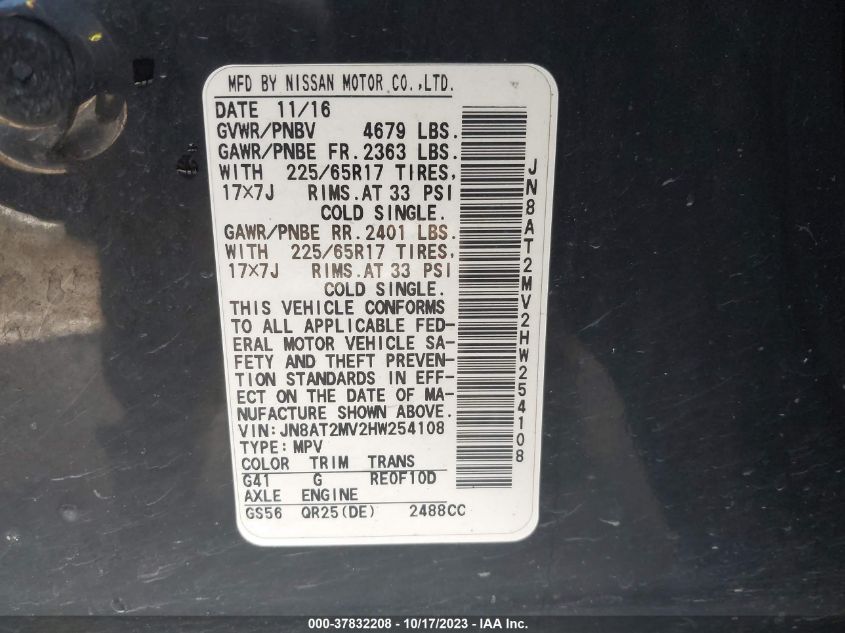 MFD BY NISSAN MOTOR CO.,LTD.
DATE 11/16
GVWR/PNBV 4679 LBS.
GAWR/PNBE FR. 2363 LBS.
WITH 225/65R17 TIRES,
17×7J RIMS.AT 33 PSI
COLD SINGLE.
GAWR/PNBE RR. 2401 LBS.
WITH 225/65R17 TIRES,
17×7J RIMS.AT 33 PSI
COLD SINGLE.
THIS VEHICLE CONFORMS
TO ALL APPLICABLE FED-
ERAL MOTOR VEHICLE SA-
FETY AND THEFT PREVEN-
TION STANDARDS IN EFF-
ECT ON THE DATE OF MA-
NUFACTURE SHOWN ABOVE.
VIN:JN8AT2MV2HW254108
TYPE:MPV
COLOR TRIM TRANS
G41 G RE0F10D
AXLE ENGINE
GS56 QR25(DE) 2488CC
JN8AT2MV2HW254108
000-37832208 - 10/17/2023 - IAA Inc.